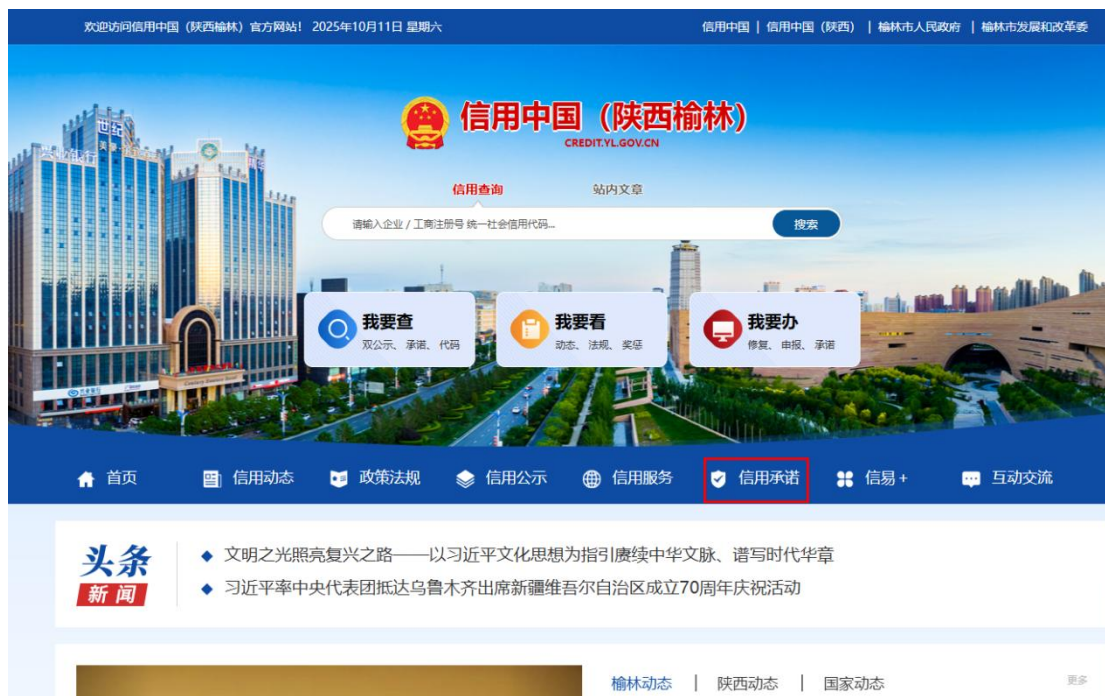 欢迎访问信用中国（陕西榆林）官方网站！ 2025年10月11日 星期六
信用中国 | 信用中国（陕西） | 榆林市人民政府 | 榆林市发展和改革委
信用中国（陕西榆林）
CREDIT.YL.GOV.CN
世纪
信用查询 站内文章
请输入企业 / 工商注册号 统一社会信用代码... 搜索
我要查
双公示、 承诺、 代码
我要看
动态、 法规、 奖惩
我要办
修复、 申报、 承诺
首页 信用动态 政策法规 信用公示 信用服务 信用承诺 信易 + 互动交流
头条
新闻
◆ 文明之光照亮复兴之路——以习近平文化思想为指引赓续中华文脉、谱写时代华章
◆ 习近平率中央代表团抵达乌鲁木齐出席新疆维吾尔自治区成立70周年庆祝活动
榆林动态 | 陕西动态 | 国家动态 更多